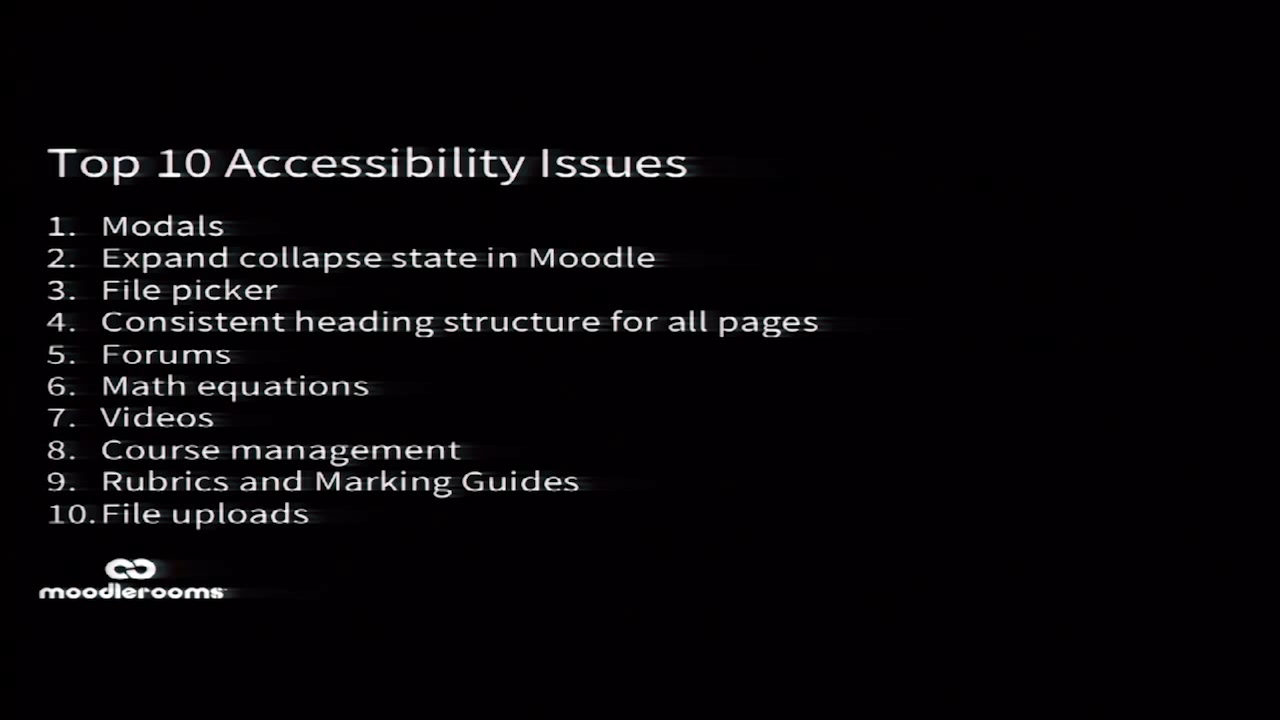 Top 10 Accessibility Issues
1. Modals
2. Expand collapse state in Moodle
3. File picker
4. Consistent heading structure for all pages
5. Forums
6. Math equations
7. Videos
8. Course management
9. Rubrics and Marking Guides
10. File uploads
moodlerooms